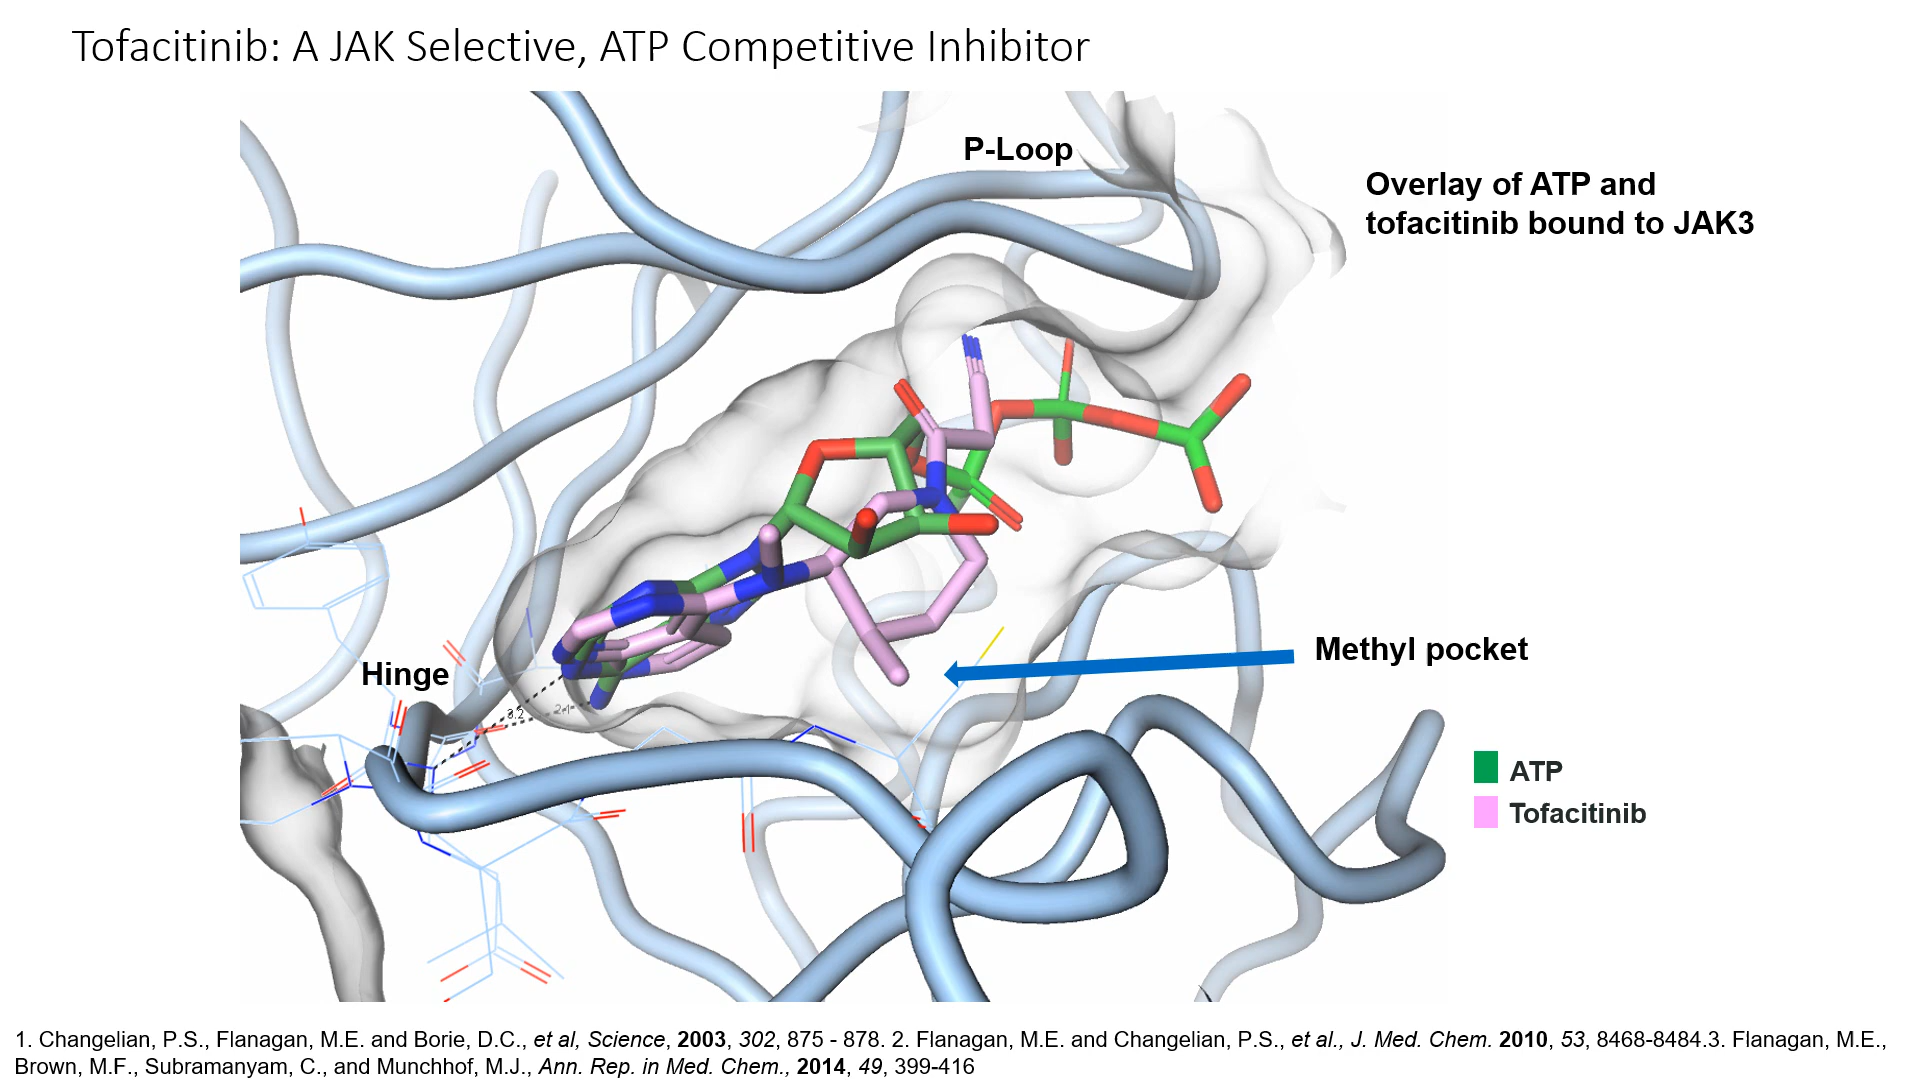 Tofacitinib: A JAK Selective, ATP Competitive Inhibitor
P-Loop
Overlay of ATP and
tofacitinib bound to JAK3
Methyl pocket
Hinge
3.2
ATP
Tofacitinib
1. Changelian, P.S., Flanagan, M.E. and Borie, D.C., et al, Science, 2003, 302, 875 - 878. 2. Flanagan, M.E. and Changelian, P.S., et al., J. Med. Chem. 2010, 53, 8468-8484.3. Flanagan, M.E.,
Brown, M.F., Subramanyam, C., and Munchhof, M.J., Ann. Rep. in Med. Chem., 2014, 49, 399-416